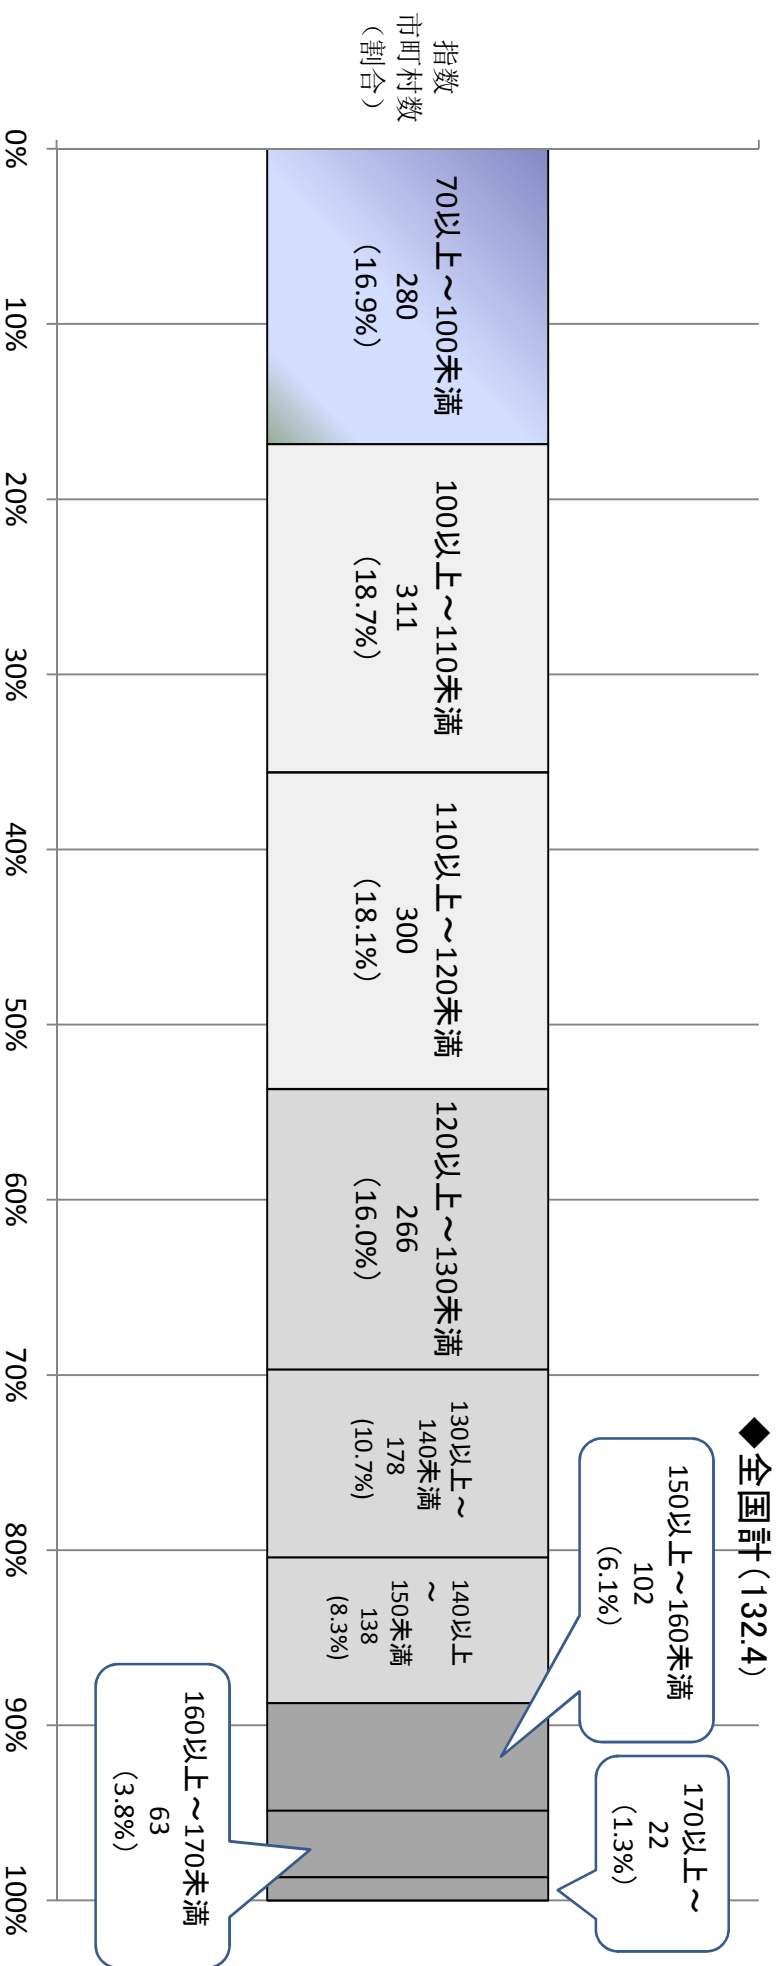 ◆全国計（132.4）
150以上～160未満
102
（6.1%）
170以上～
22
（1.3%）
指数
市町村数
（割合）
70以上～100未満
280
（16.9%）
100以上～110未満
311
（18.7%）
110以上～120未満
300
（18.1%）
120以上～130未満
266
（16.0%）
130以上～
140未満
178
(10.7%)
140以上
～
150未満
138
(8.3%)
160以上～170未満
63
（3.8%）
0%
10%
20%
30%
40%
50%
60%
70%
80%
90%
100%